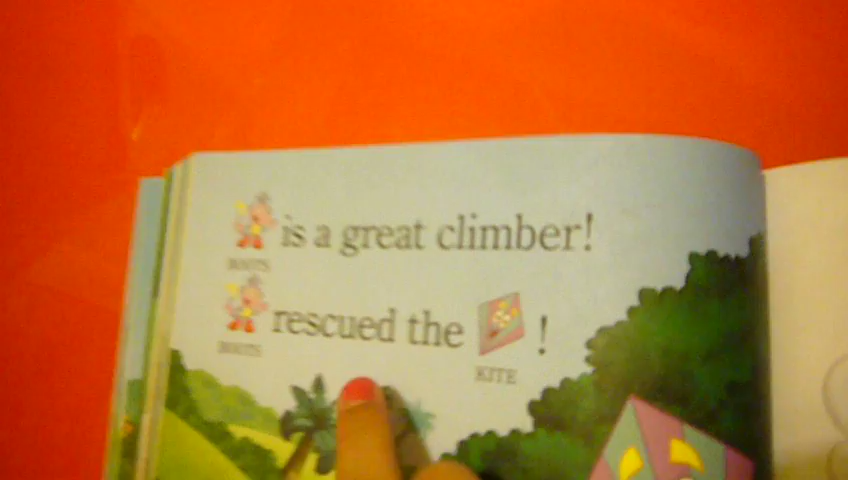 is a great climber!
BOOTS
rescued the !
BOOTS KITE